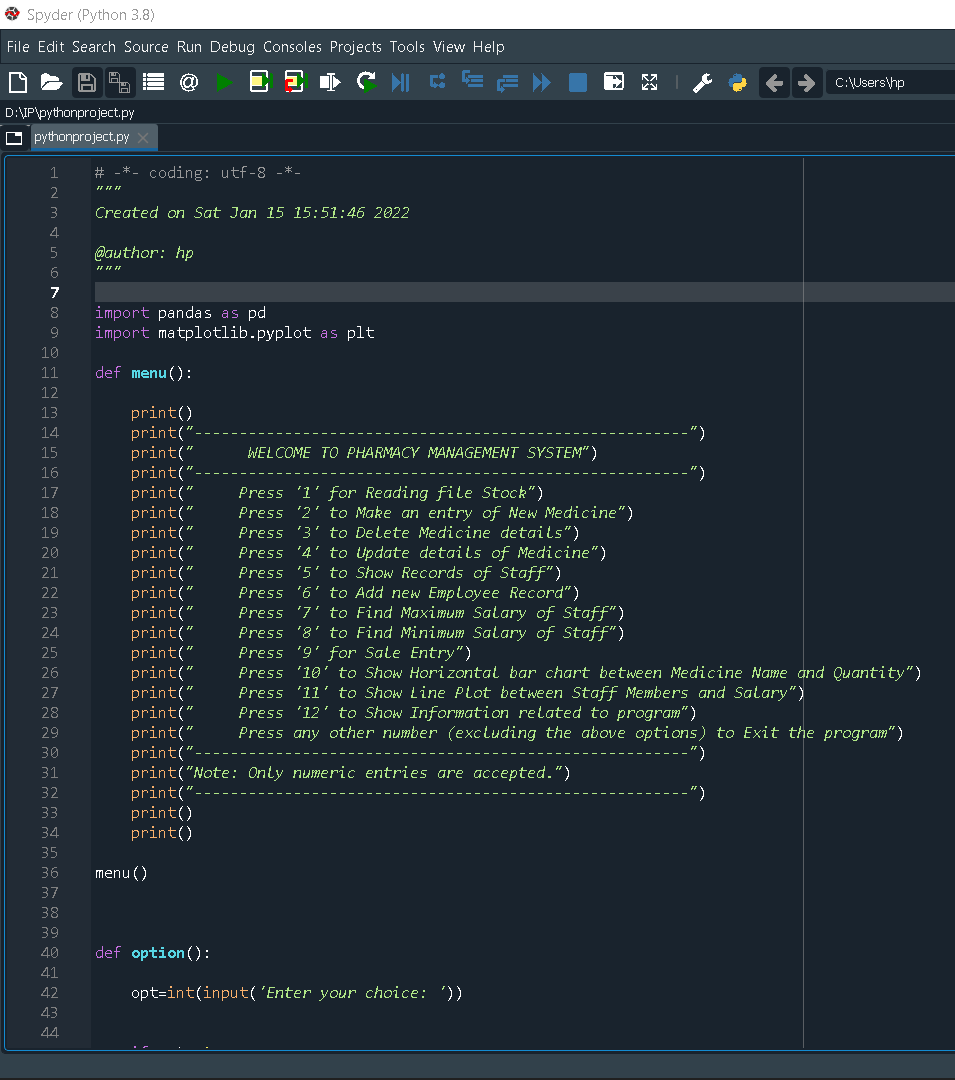 Spyder (Python 3.8)
File Edit Search Source Run Debug Consoles Projects Tools View Help
C:\Users\hp
D:\IP\pythonproject.py
pythonproject.py
1 # -*- coding: utf-8 -*-
2 """
3 Created on Sat Jan 15 15:51:46 2022
4
5 @author: hp
6 """
7
8 import pandas as pd
9 import matplotlib.pyplot as plt
10
11 def menu():
12
13     print()
14     print("-------------------------------------------------------")
15     print("      WELCOME TO PHARMACY MANAGEMENT SYSTEM")
16     print("-------------------------------------------------------")
17     print("     Press '1' for Reading file Stock")
18     print("     Press '2' to Make an entry of New Medicine")
19     print("     Press '3' to Delete Medicine details")
20     print("     Press '4' to Update details of Medicine")
21     print("     Press '5' to Show Records of Staff")
22     print("     Press '6' to Add new Employee Record")
23     print("     Press '7' to Find Maximum Salary of Staff")
24     print("     Press '8' to Find Minimum Salary of Staff")
25     print("     Press '9' for Sale Entry")
26     print("     Press '10' to Show Horizontal bar chart between Medicine Name and Quantity")
27     print("     Press '11' to Show Line Plot between Staff Members and Salary")
28     print("     Press '12' to Show Information related to program")
29     print("     Press any other number (excluding the above options) to Exit the program")
30     print("-------------------------------------------------------")
31     print("Note: Only numeric entries are accepted.")
32     print("-------------------------------------------------------")
33     print()
34     print()
35
36 menu()
37
38
39
40 def option():
41
42     opt=int(input('Enter your choice: '))
43
44